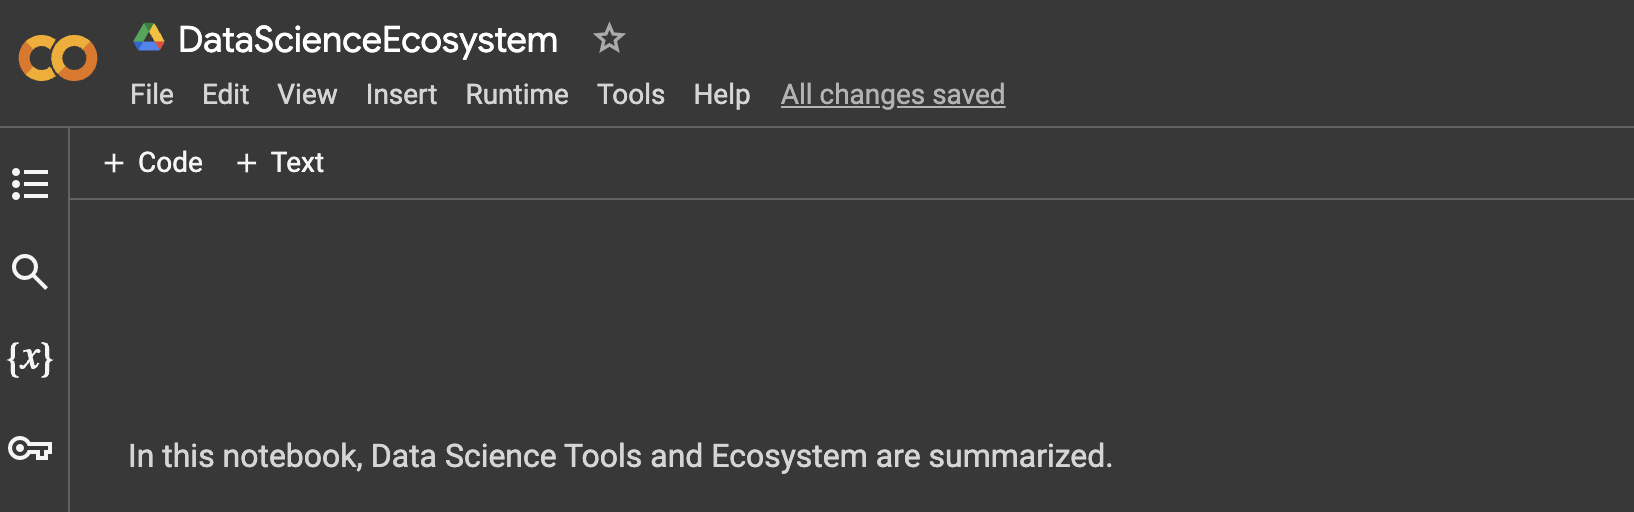 DataScienceEcosystem
File Edit View Insert Runtime Tools Help All changes saved
+ Code + Text
{x}
In this notebook, Data Science Tools and Ecosystem are summarized.